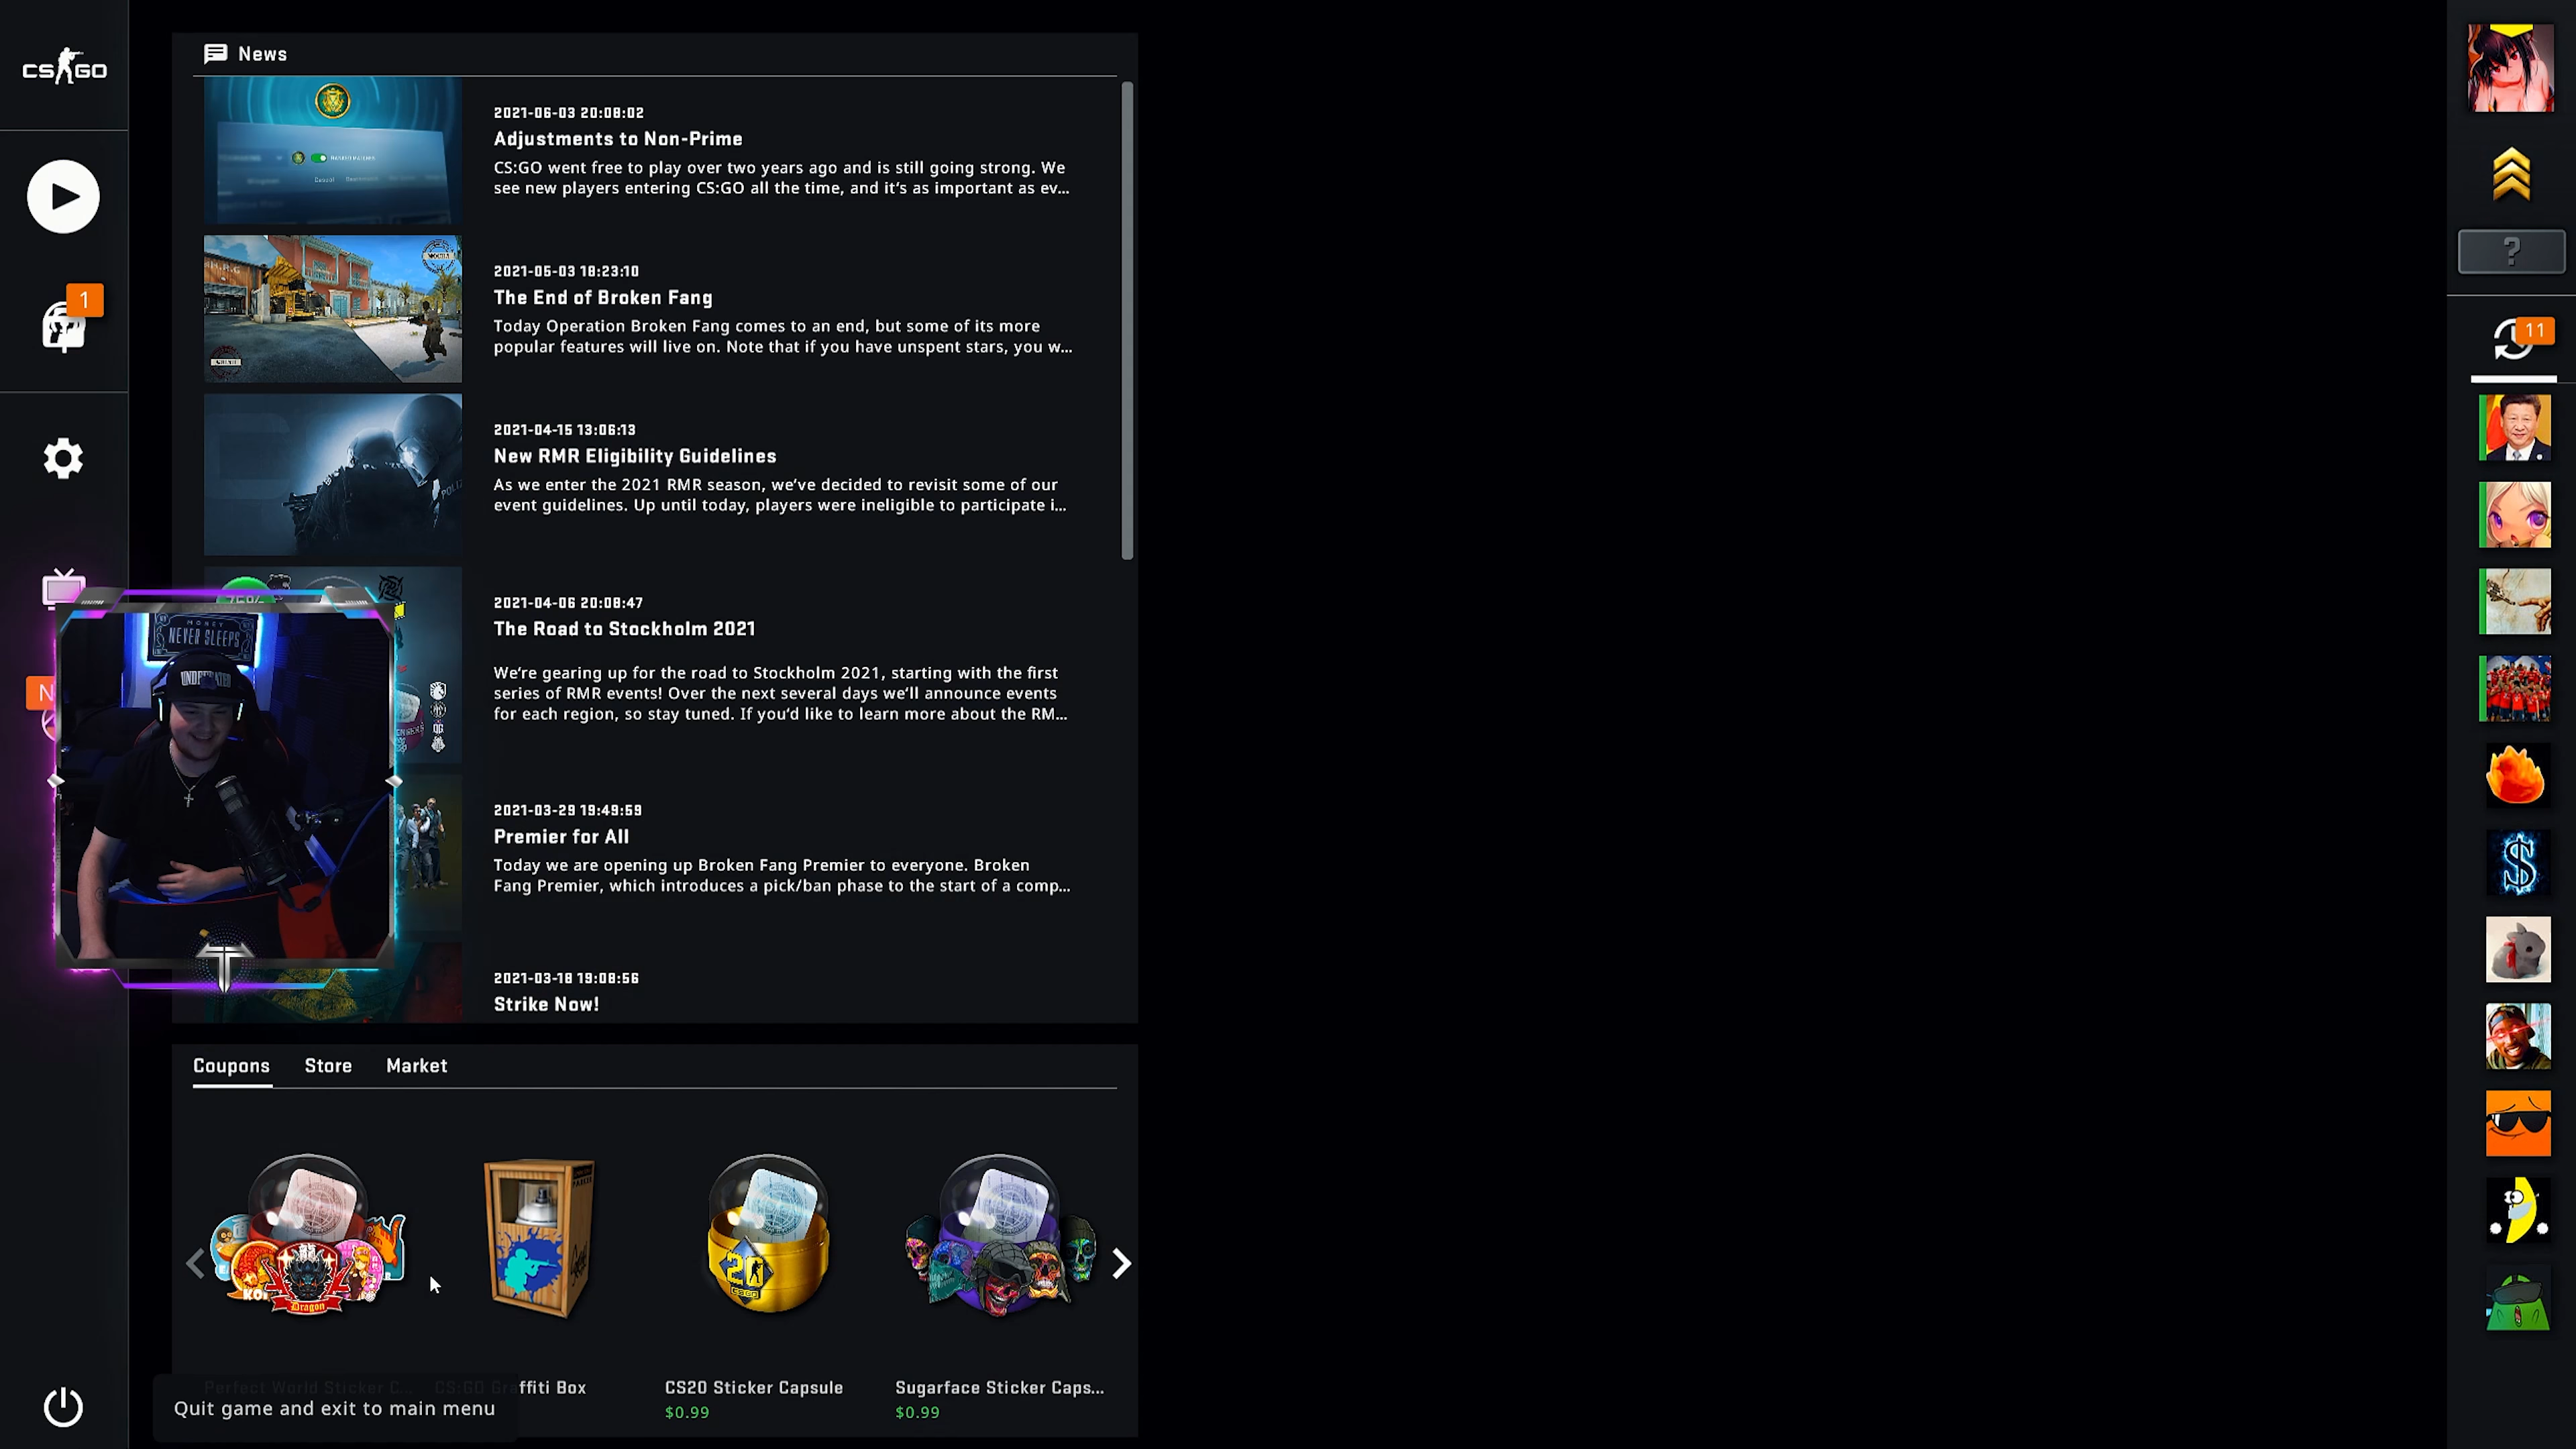 CS GO
1
N
News
2021-06-03 20:08:02
Adjustments to Non-Prime
CS:GO went free to play over two years ago and is still going strong. We
see new players entering CS:GO all the time, and it's as important as ev...
2021-05-03 18:23:10
The End of Broken Fang
Today Operation Broken Fang comes to an end, but some of its more
popular features will live on. Note that if you have unspent stars, you w...
2021-04-15 13:06:13
New RMR Eligibility Guidelines
As we enter the 2021 RMR season, we've decided to revisit some of our
event guidelines. Up until today, players were ineligible to participate i...
2021-04-06 20:08:47
The Road to Stockholm 2021
We're gearing up for the road to Stockholm 2021, starting with the first
series of RMR events! Over the next several days we'll announce events
for each region, so stay tuned. If you'd like to learn more about the RM...
2021-03-29 19:49:59
Premier for All
Today we are opening up Broken Fang Premier to everyone. Broken
Fang Premier, which introduces a pick/ban phase to the start of a comp...
2021-03-18 19:08:56
Strike Now!
MONEY
NEVER SLEEPS
UNDEFEATED
Coupons
Store
Market
Dragon
20
CSGO
Perfect World Sticker C...
CS:GO Graffiti Box
CS20 Sticker Capsule
$0.99
Sugarface Sticker Caps...
$0.99
Quit game and exit to main menu
?
11
$